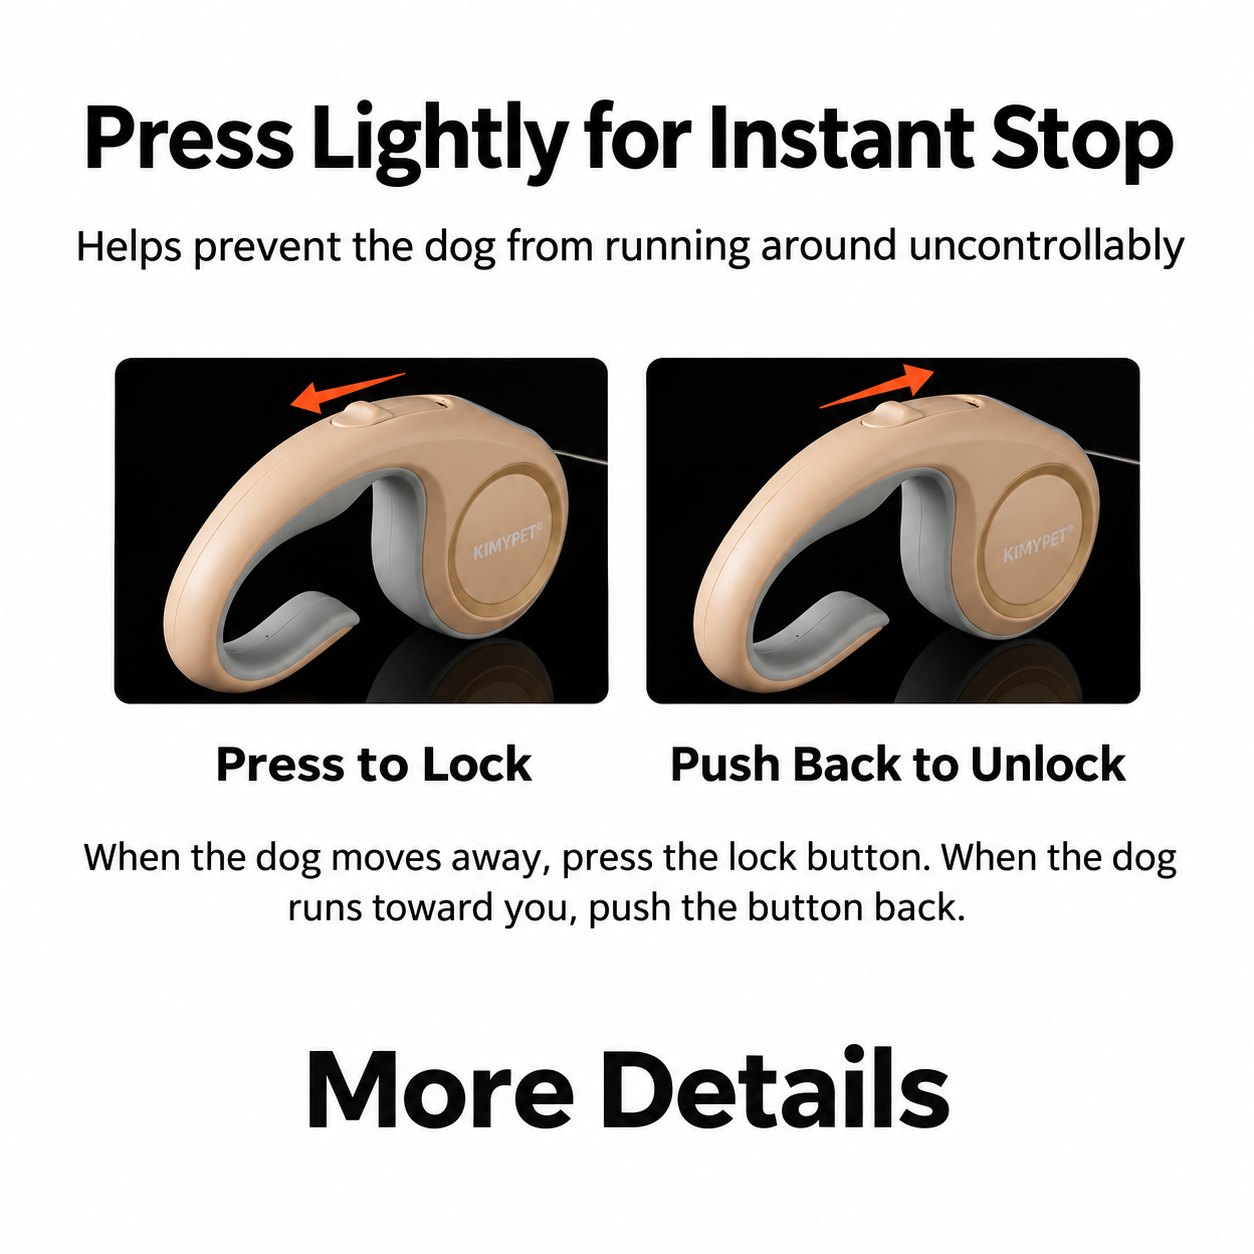 Press Lightly for Instant Stop
Helps prevent the dog from running around uncontrollably
KIMYPET®
KIMYPET®
Press to Lock
Push Back to Unlock
When the dog moves away, press the lock button. When the dog
runs toward you, push the button back.
More Details